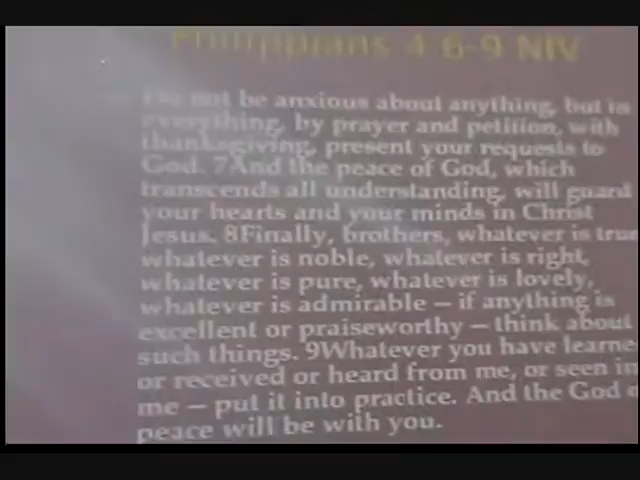 Philippians 4 6-9 NIV
Do not be anxious about anything, but in
everything, by prayer and petition, with
thanksgiving, present your requests to
God. 7And the peace of God, which
transcends all understanding, will guard
your hearts and your minds in Christ
Jesus. 8Finally, brothers, whatever is true
whatever is noble, whatever is right,
whatever is pure, whatever is lovely,
whatever is admirable – if anything is
excellent or praiseworthy – think about
such things. 9Whatever you have learne
or received or heard from me, or seen in
me – put it into practice. And the God
peace will be with you.